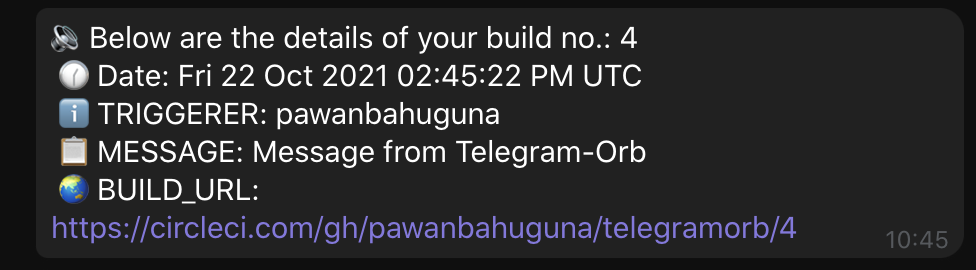 🔊 Below are the details of your build no.: 4
🕜 Date: Fri 22 Oct 2021 02:45:22 PM UTC
ℹ️ TRIGGERER: pawanbahuguna
📋 MESSAGE: Message from Telegram-Orb
🌏 BUILD_URL:
https://circleci.com/gh/pawanbahuguna/telegramorb/4
10:45